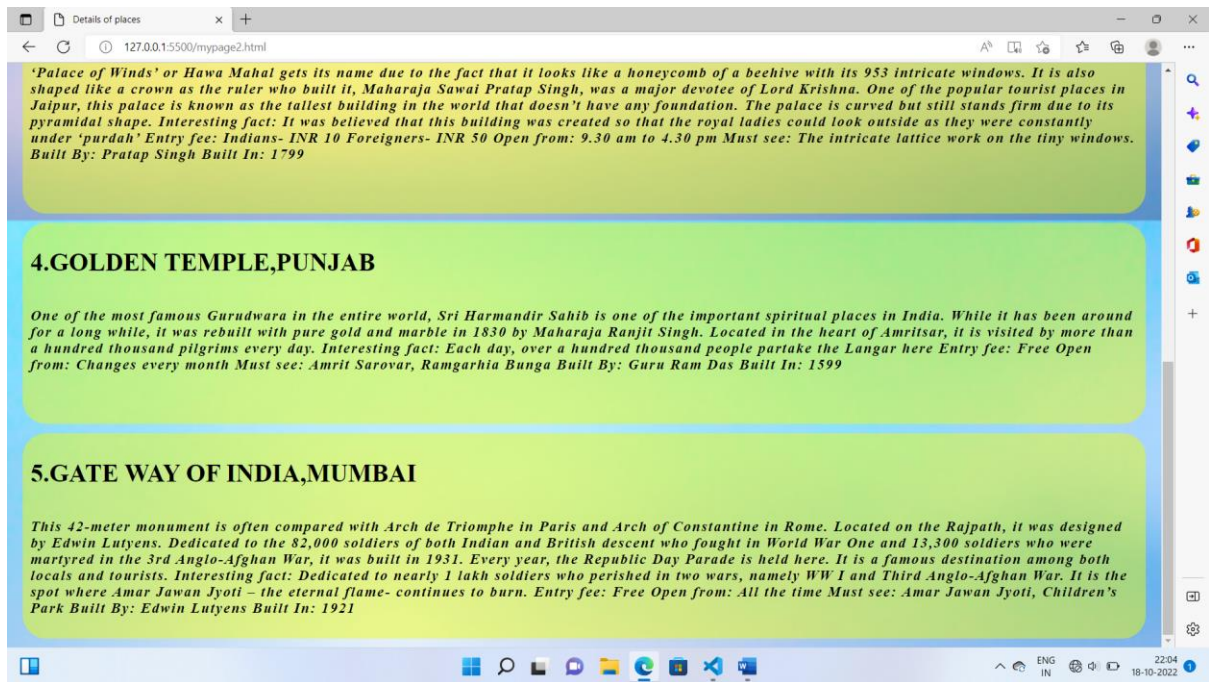 Details of places
127.0.0.1:5500/mypage2.html
‘Palace of Winds’ or Hawa Mahal gets its name due to the fact that it looks like a honeycomb of a beehive with its 953 intricate windows. It is also
shaped like a crown as the ruler who built it, Maharaja Sawai Pratap Singh, was a major devotee of Lord Krishna. One of the popular tourist places in
Jaipur, this palace is known as the tallest building in the world that doesn’t have any foundation. The palace is curved but still stands firm due to its
pyramidal shape. Interesting fact: It was believed that this building was created so that the royal ladies could look outside as they were constantly
under ‘purdah’ Entry fee: Indians- INR 10 Foreigners- INR 50 Open from: 9.30 am to 4.30 pm Must see: The intricate lattice work on the tiny windows.
Built By: Pratap Singh Built In: 1799
4.GOLDEN TEMPLE,PUNJAB
One of the most famous Gurudwara in the entire world, Sri Harmandir Sahib is one of the important spiritual places in India. While it has been around
for a long while, it was rebuilt with pure gold and marble in 1830 by Maharaja Ranjit Singh. Located in the heart of Amritsar, it is visited by more than
a hundred thousand pilgrims every day. Interesting fact: Each day, over a hundred thousand people partake the Langar here Entry fee: Free Open
from: Changes every month Must see: Amrit Sarovar, Ramgarhia Bunga Built By: Guru Ram Das Built In: 1599
5.GATE WAY OF INDIA,MUMBAI
This 42-meter monument is often compared with Arch de Triomphe in Paris and Arch of Constantine in Rome. Located on the Rajpath, it was designed
by Edwin Lutyens. Dedicated to the 82,000 soldiers of both Indian and British descent who fought in World War One and 13,300 soldiers who were
martyred in the 3rd Anglo-Afghan War, it was built in 1931. Every year, the Republic Day Parade is held here. It is a famous destination among both
locals and tourists. Interesting fact: Dedicated to nearly 1 lakh soldiers who perished in two wars, namely WW I and Third Anglo-Afghan War. It is the
spot where Amar Jawan Jyoti – the eternal flame- continues to burn. Entry fee: Free Open from: All the time Must see: Amar Jawan Jyoti, Children’s
Park Built By: Edwin Lutyens Built In: 1921
ENG
IN
22:04
18-10-2022
1